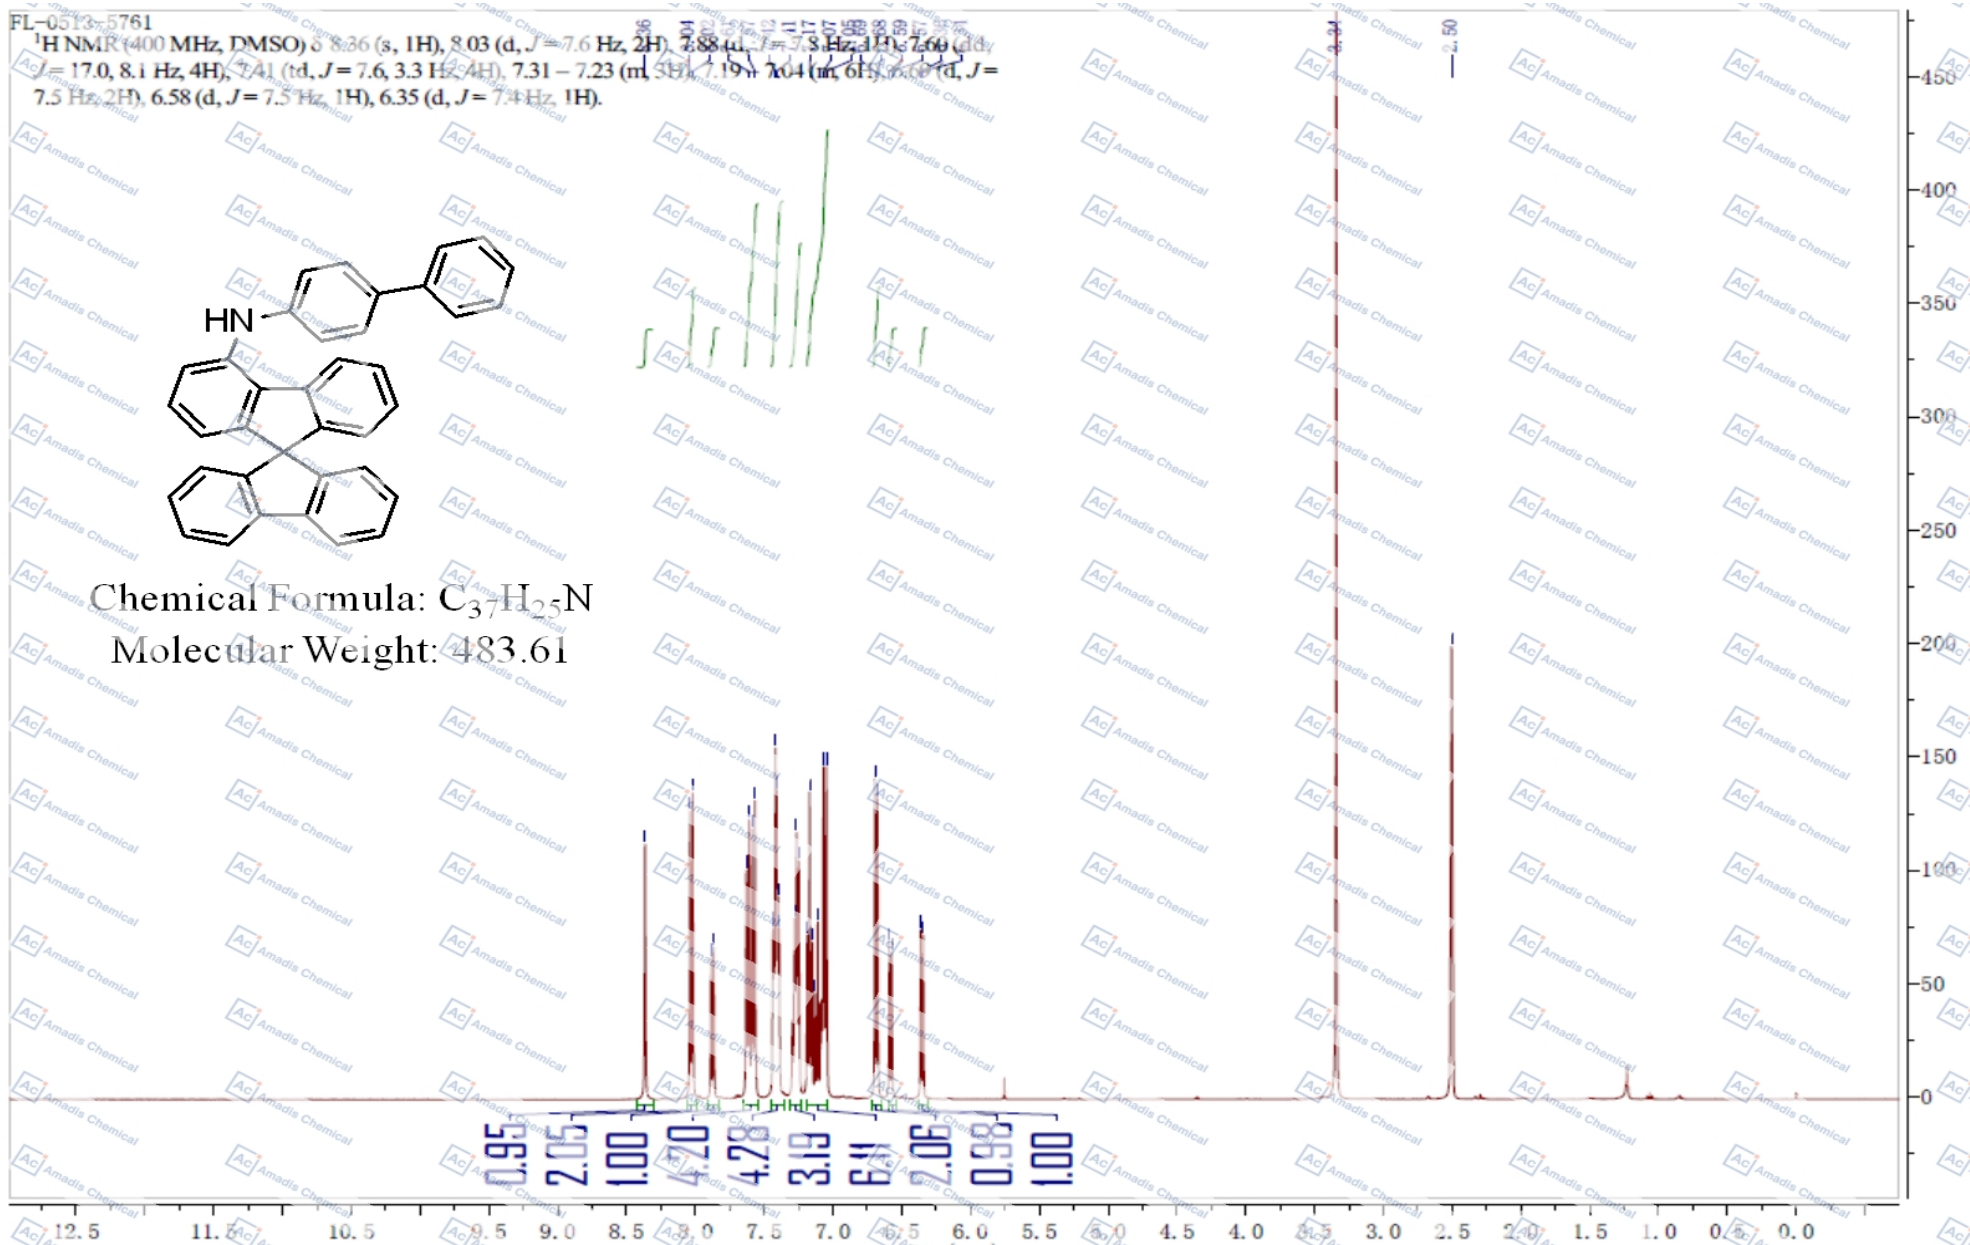 FL-0513-5761
¹H NMR (400 MHz, DMSO) δ 8.36 (s, 1H), 8.03 (d, J = 7.6 Hz, 2H), 7.88 (d, J = 7.8 Hz, 1H), 7.60 (dd,
J = 17.0, 8.1 Hz, 4H), 7.41 (td, J = 7.6, 3.3 Hz, 4H), 7.31 – 7.23 (m, 3H), 7.19 – 7.04 (m, 6H), 6.69 (d, J =
7.5 Hz, 2H), 6.58 (d, J = 7.5 Hz, 1H), 6.35 (d, J = 7.4 Hz, 1H).
3.34
2.50
HN
Chemical Formula: C₃₇H₂₅N
Molecular Weight: 483.61
450
400
350
300
250
200
150
100
50
0
0.95 2.05 1.00 4.20 4.28 3.19 6.11 2.06 0.98 1.00
12.5 11.5 10.5 9.5 9.0 8.5 8.0 7.5 7.0 6.5 6.0 5.5 5.0 4.5 4.0 3.5 3.0 2.5 2.0 1.5 1.0 0.5 0.0
Ac Amadis Chemical